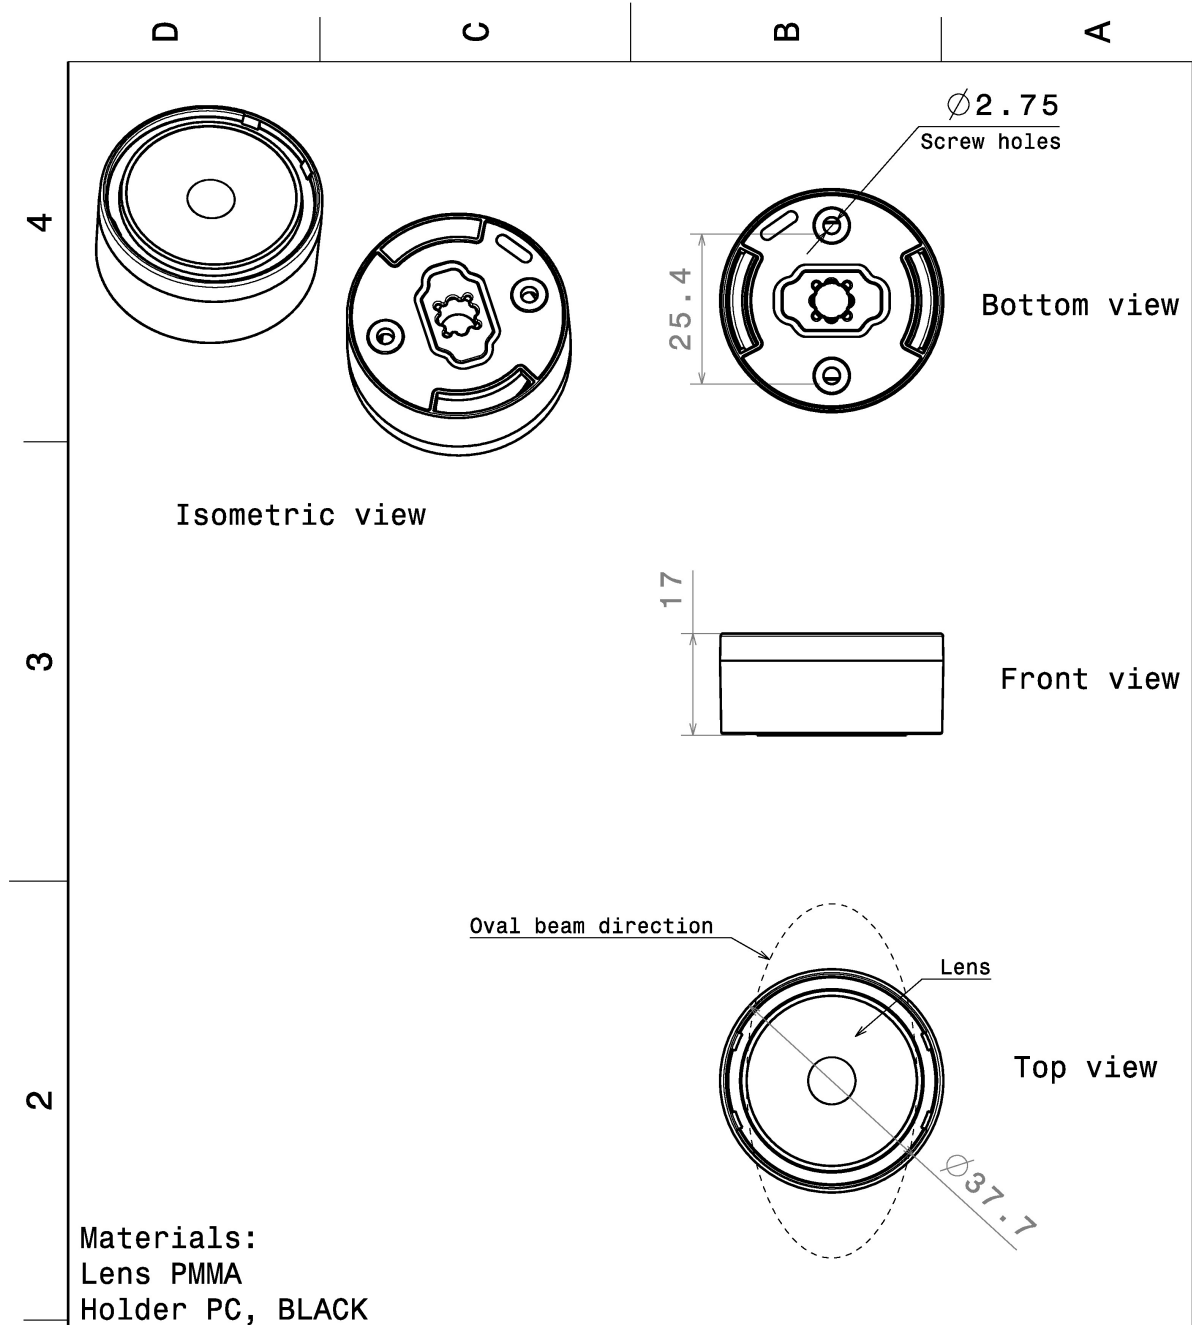 D
C
B
A
⌀2.75
Screw holes
4
25.4
Bottom view
Isometric view
17
3
Front view
Oval beam direction
Lens
Top view
2
⌀37.7
Materials:
Lens PMMA
Holder PC, BLACK